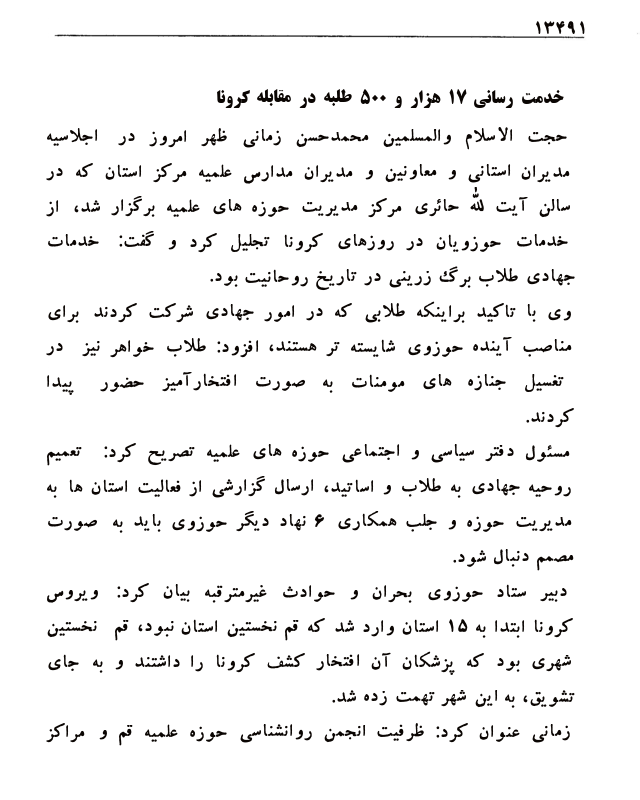 ۱۳۴۹۱
خدمت رسانی ۱۷ هزار و ۵۰۰ طلبه در مقابله کرونا
حجت الاسلام والمسلمین محمدحسن زمانی ظهر امروز در اجلاسیه
مدیران استانی و معاونین و مدیران مدارس علمیه مرکز استان که در
سالن آیت لله حائری مرکز مدیریت حوزه های علمیه برگزار شد، از
خدمات حوزویان در روزهای کرونا تجلیل کرد و گفت: خدمات
جهادی طلاب برگ زرینی در تاریخ روحانیت بود.
وی با تاکید براینکه طلابی که در امور جهادی شرکت کردند برای
مناصب آینده حوزوی شایسته تر هستند، افزود: طلاب خواهر نیز در
تغسیل جنازه های مومنات به صورت افتخارآمیز حضور پیدا
کردند.
مسئول دفتر سیاسی و اجتماعی حوزه های علمیه تصریح کرد: تعمیم
روحیه جهادی به طلاب و اساتید، ارسال گزارشی از فعالیت استان ها به
مدیریت حوزه و جلب همکاری ۶ نهاد دیگر حوزوی باید به صورت
مصمم دنبال شود.
دبیر ستاد حوزوی بحران و حوادث غیرمترقبه بیان کرد: ویروس
کرونا ابتدا به ۱۵ استان وارد شد که قم نخستین استان نبود، قم نخستین
شهری بود که پزشکان آن افتخار کشف کرونا را داشتند و به جای
تشویق، به این شهر تهمت زده شد.
زمانی عنوان کرد: ظرفیت انجمن روانشناسی حوزه علمیه قم و مراکز